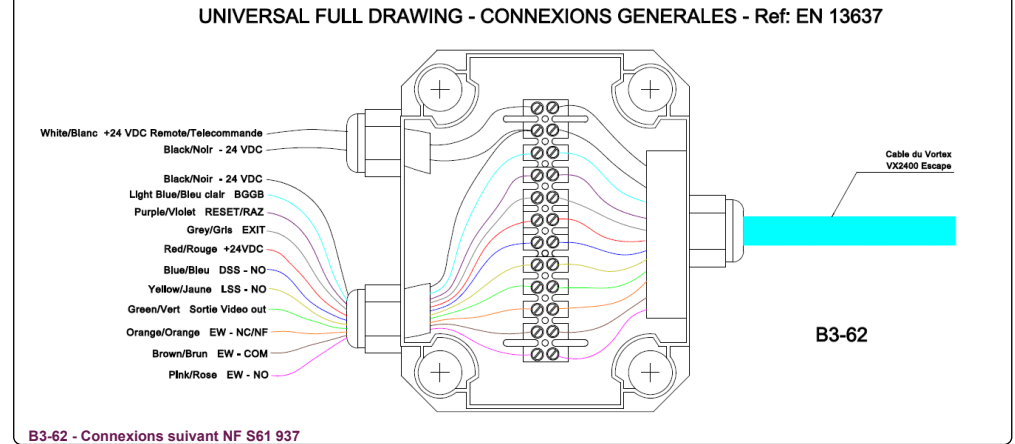 UNIVERSAL FULL DRAWING - CONNEXIONS GENERALES - Ref: EN 13637
White/Blanc +24 VDC Remote/Telecommande
Black/Noir - 24 VDC
Black/Noir - 24 VDC
Light Blue/Bleu clair BGGB
Purple/Violet RESET/RAZ
Grey/Gris EXIT
Red/Rouge +24VDC
Blue/Bleu DSS - NO
Yellow/Jaune LSS - NO
Green/Vert Sortie Video out
Orange/Orange EW - NC/NF
Brown/Brun EW - COM
Pink/Rose EW - NO
Cable du Vortex
VX2400 Escape
B3-62
B3-62 - Connexions suivant NF S61 937